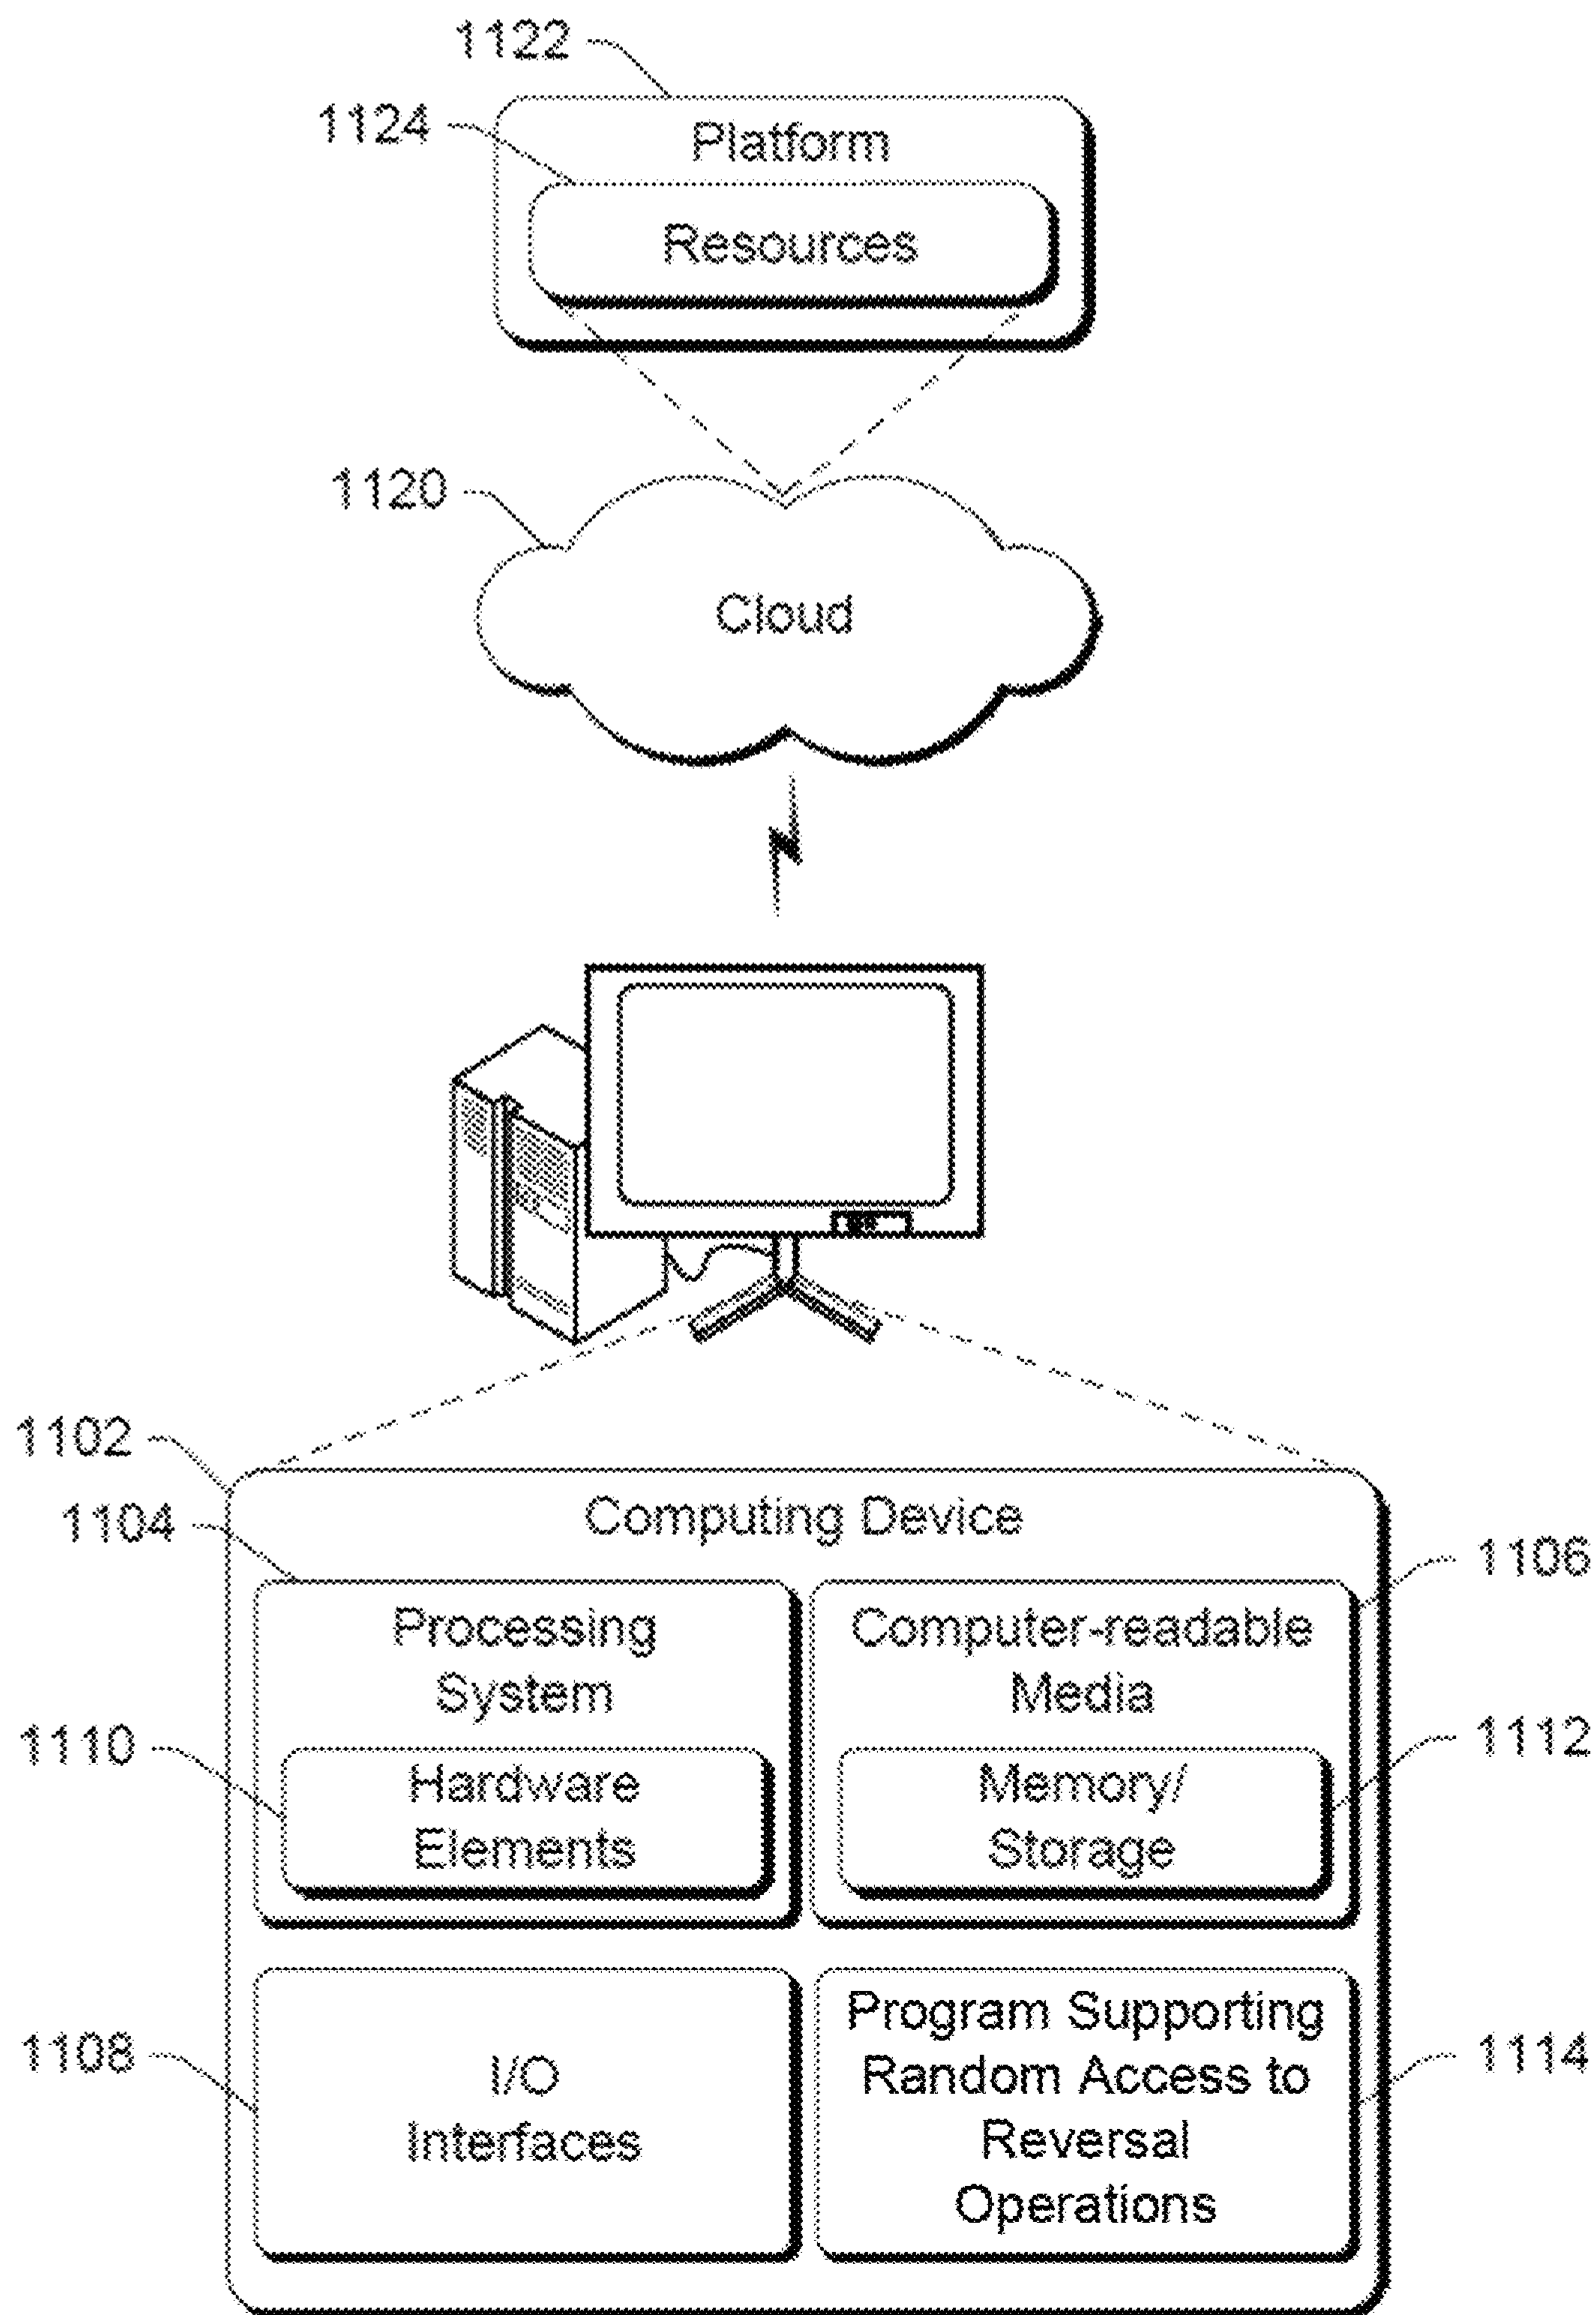 1122
1124
Platform
Resources
1120
Cloud
1102
Computing Device
1104
1106
Processing
System
Computer-readable
Media
1110
Hardware
Elements
Memory/
Storage
1112
1108
I/O
Interfaces
Program Supporting
Random Access to
Reversal
Operations
1114